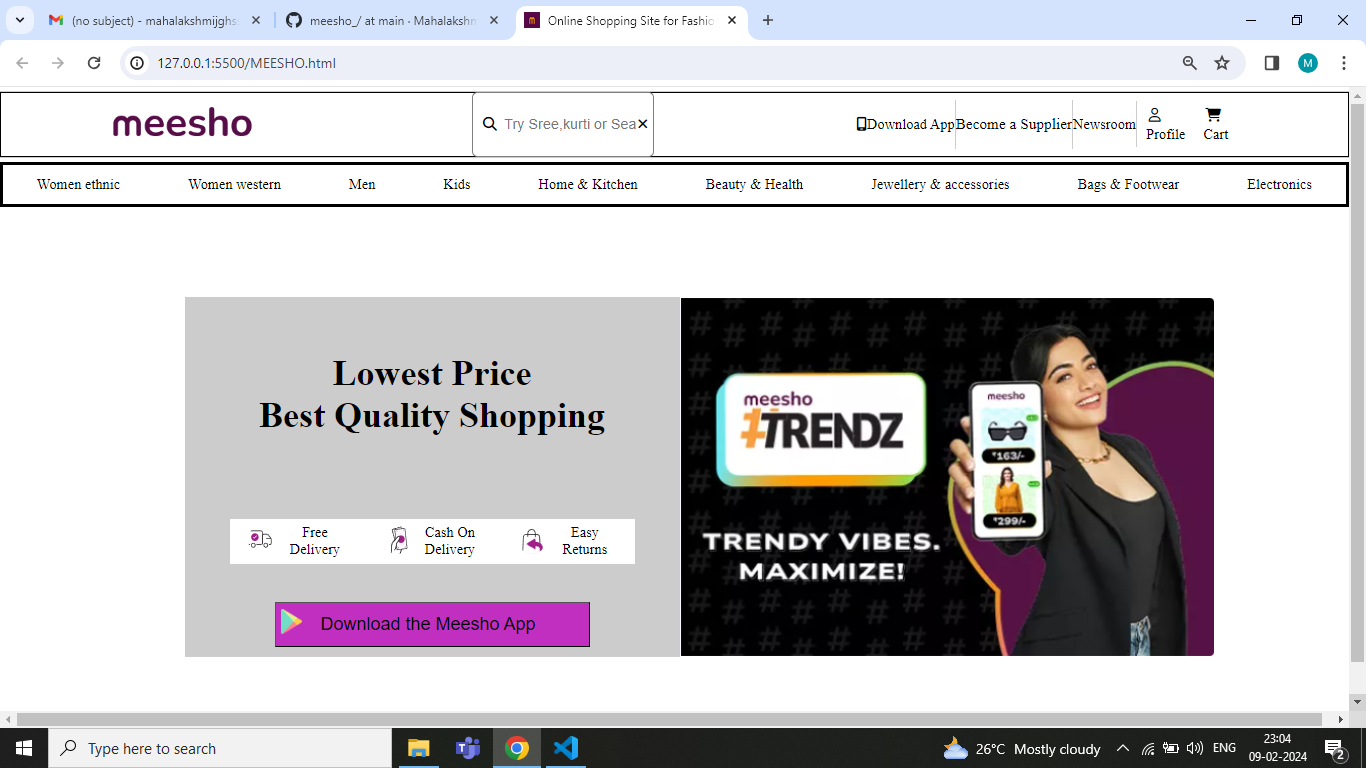 (no subject) - mahalakshmijghs
meesho_/ at main · Mahalakshm
Online Shopping Site for Fashio
127.0.0.1:5500/MEESHO.html
M
meesho
Try Sree,kurti or Sea
Download App
Become a Supplier
Newsroom
Profile
Cart
Women ethnic
Women western
Men
Kids
Home & Kitchen
Beauty & Health
Jewellery & accessories
Bags & Footwear
Electronics
Lowest Price
Best Quality Shopping
Free
Delivery
Cash On
Delivery
Easy
Returns
Download the Meesho App
meesho
#TRENDZ
TRENDY VIBES.
MAXIMIZE!
meesho
₹163/-
₹299/-
Type here to search
26°C Mostly cloudy
ENG
23:04
09-02-2024
2